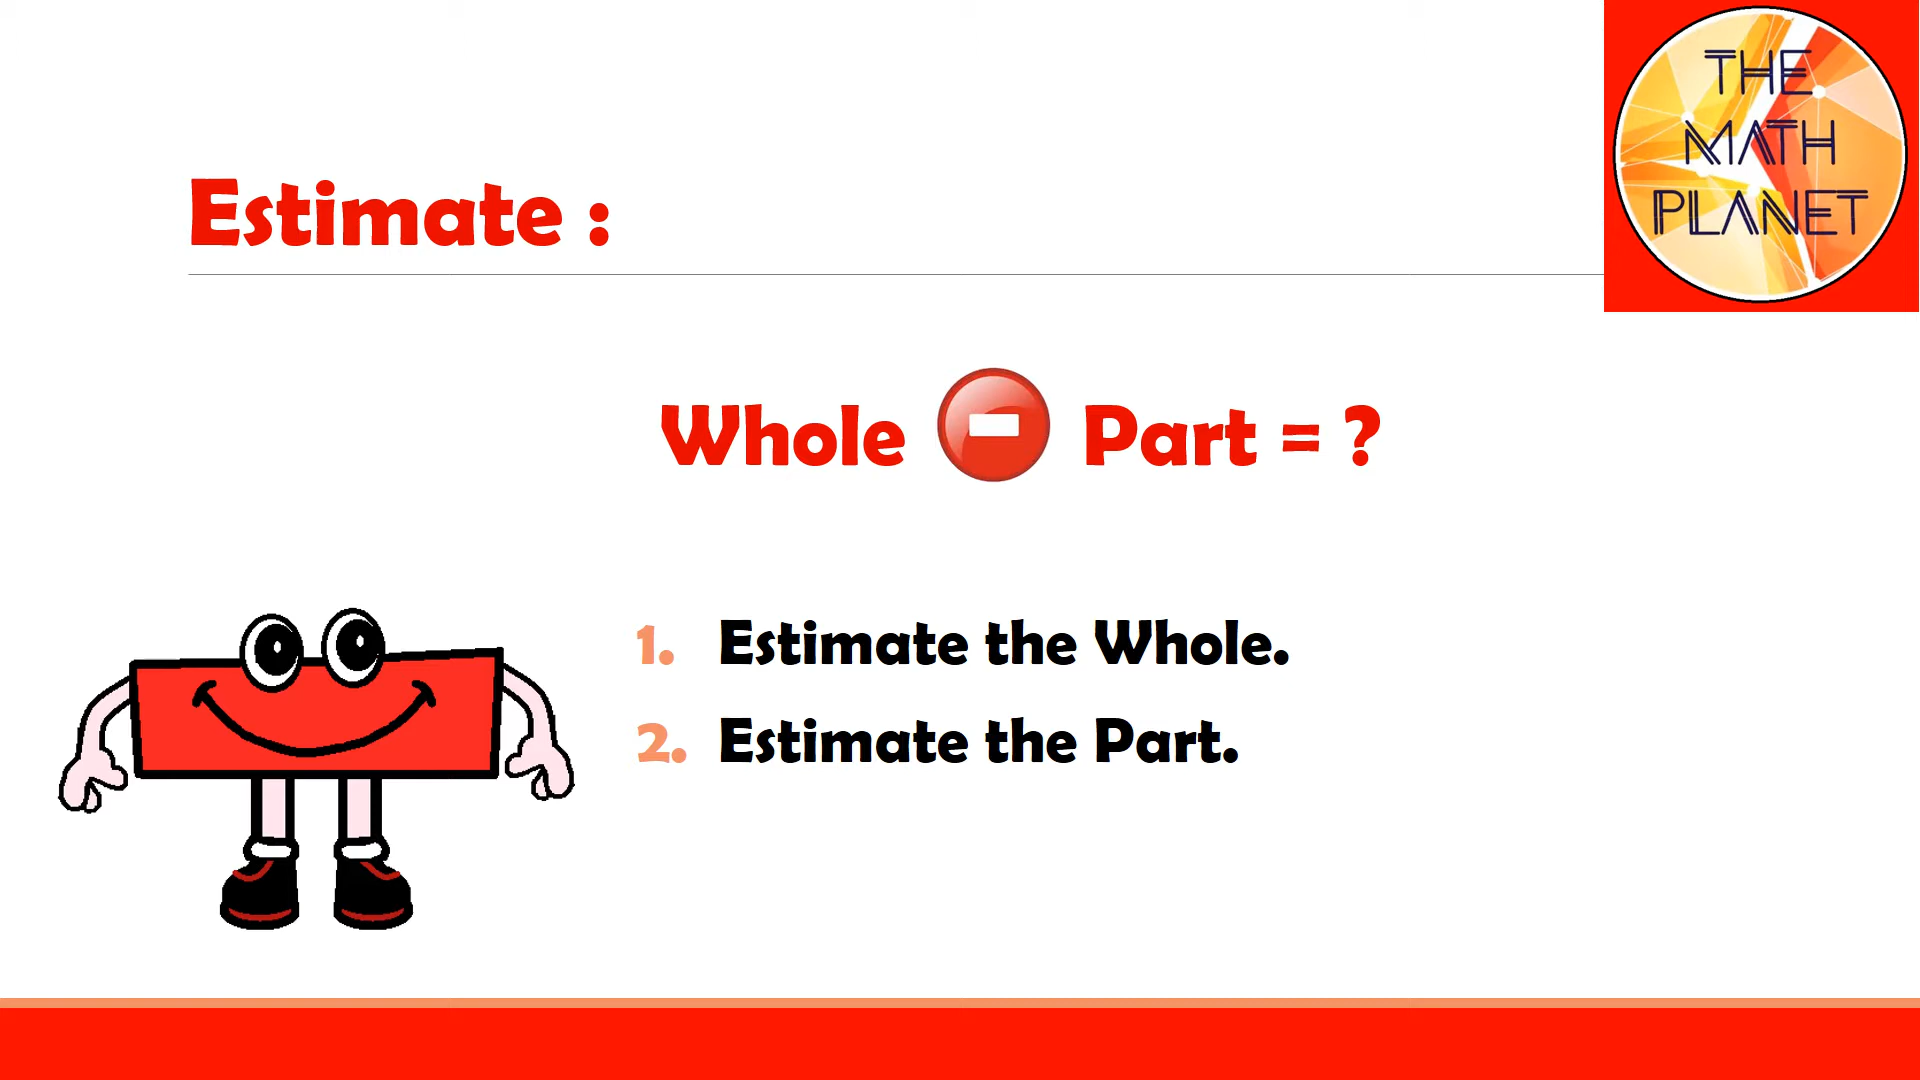 THE
MATH
PLANET
Estimate :
Whole - Part = ?
1. Estimate the Whole.
2. Estimate the Part.